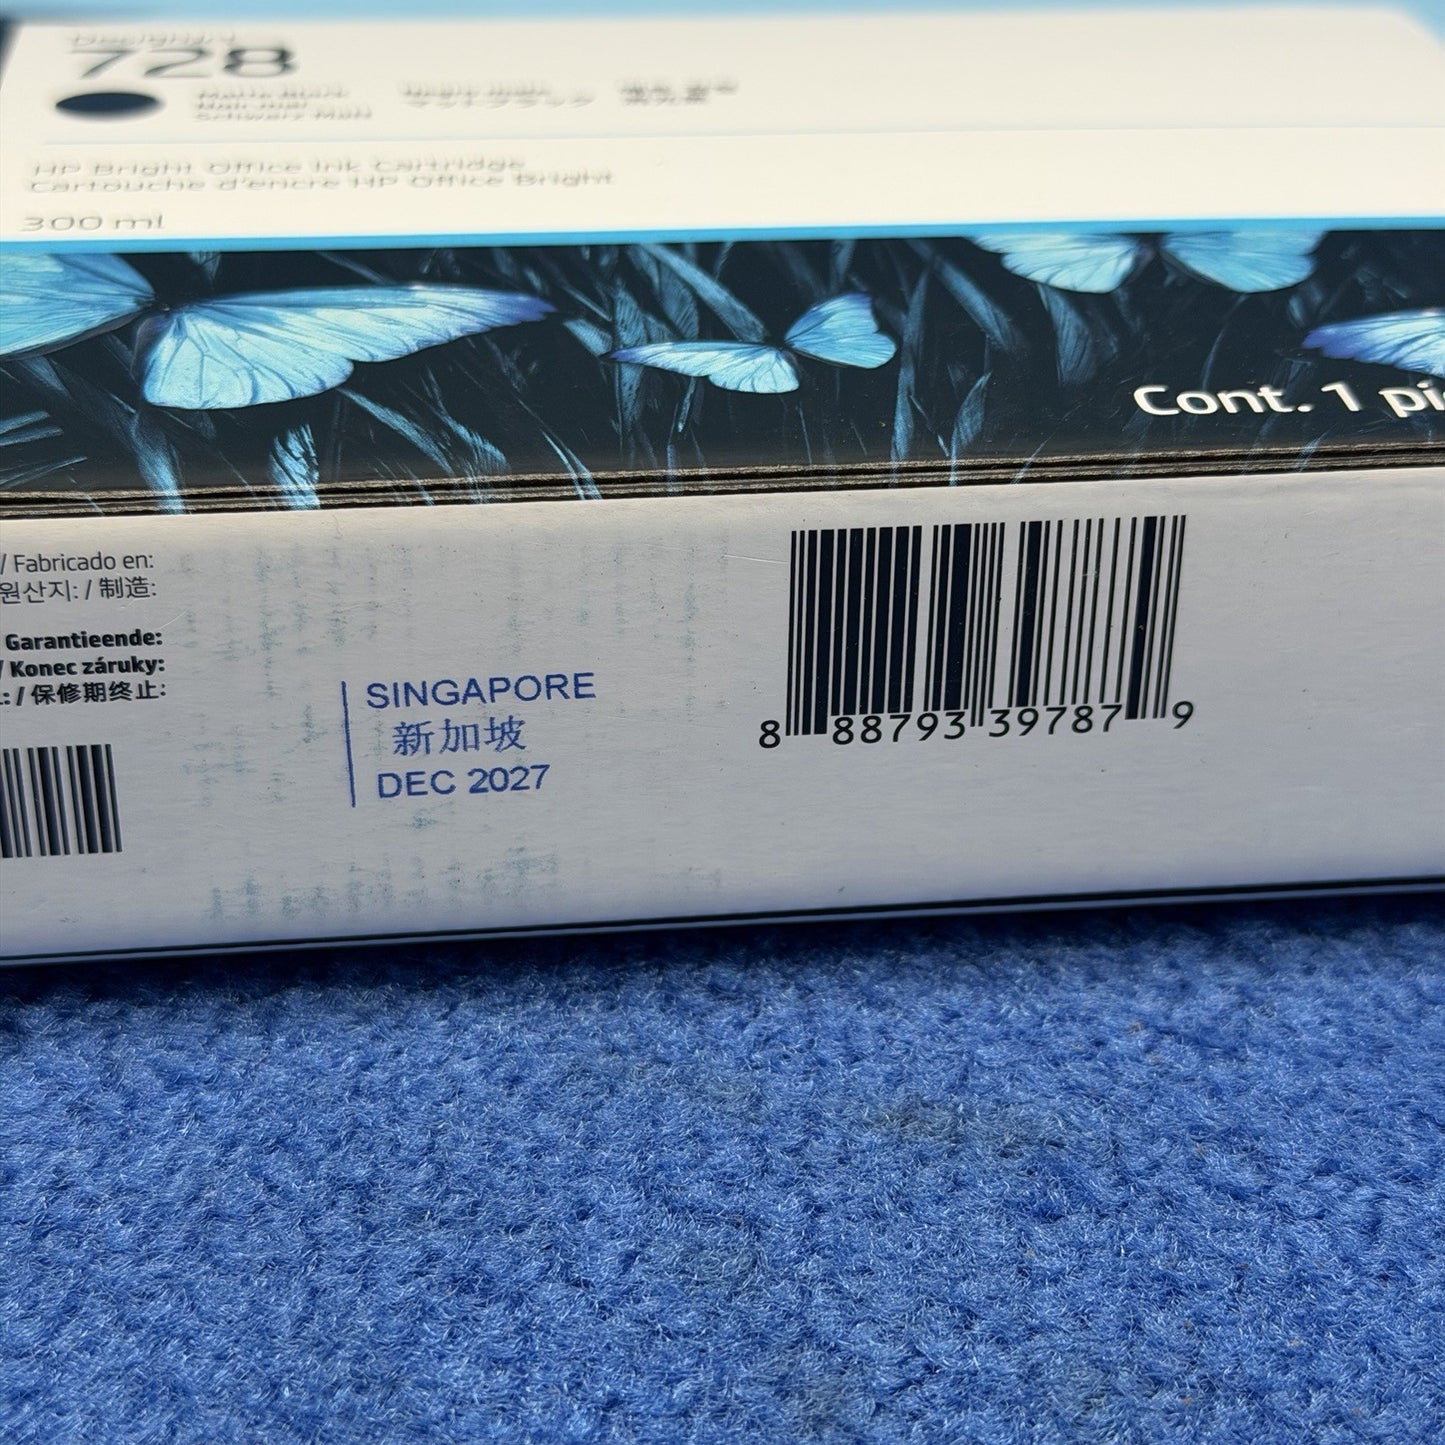 728
Schwarz Matt
HP Bright Office Ink Cartridge
Cartouche d'encre HP Office Bright
300 ml
Cont. 1
/ Fabricado en:
원산지: / 制造:
Garantieende:
/ Konec záruky:
: / 保修期终止:
SINGAPORE
新加坡
DEC 2027
8 88793 39787 9